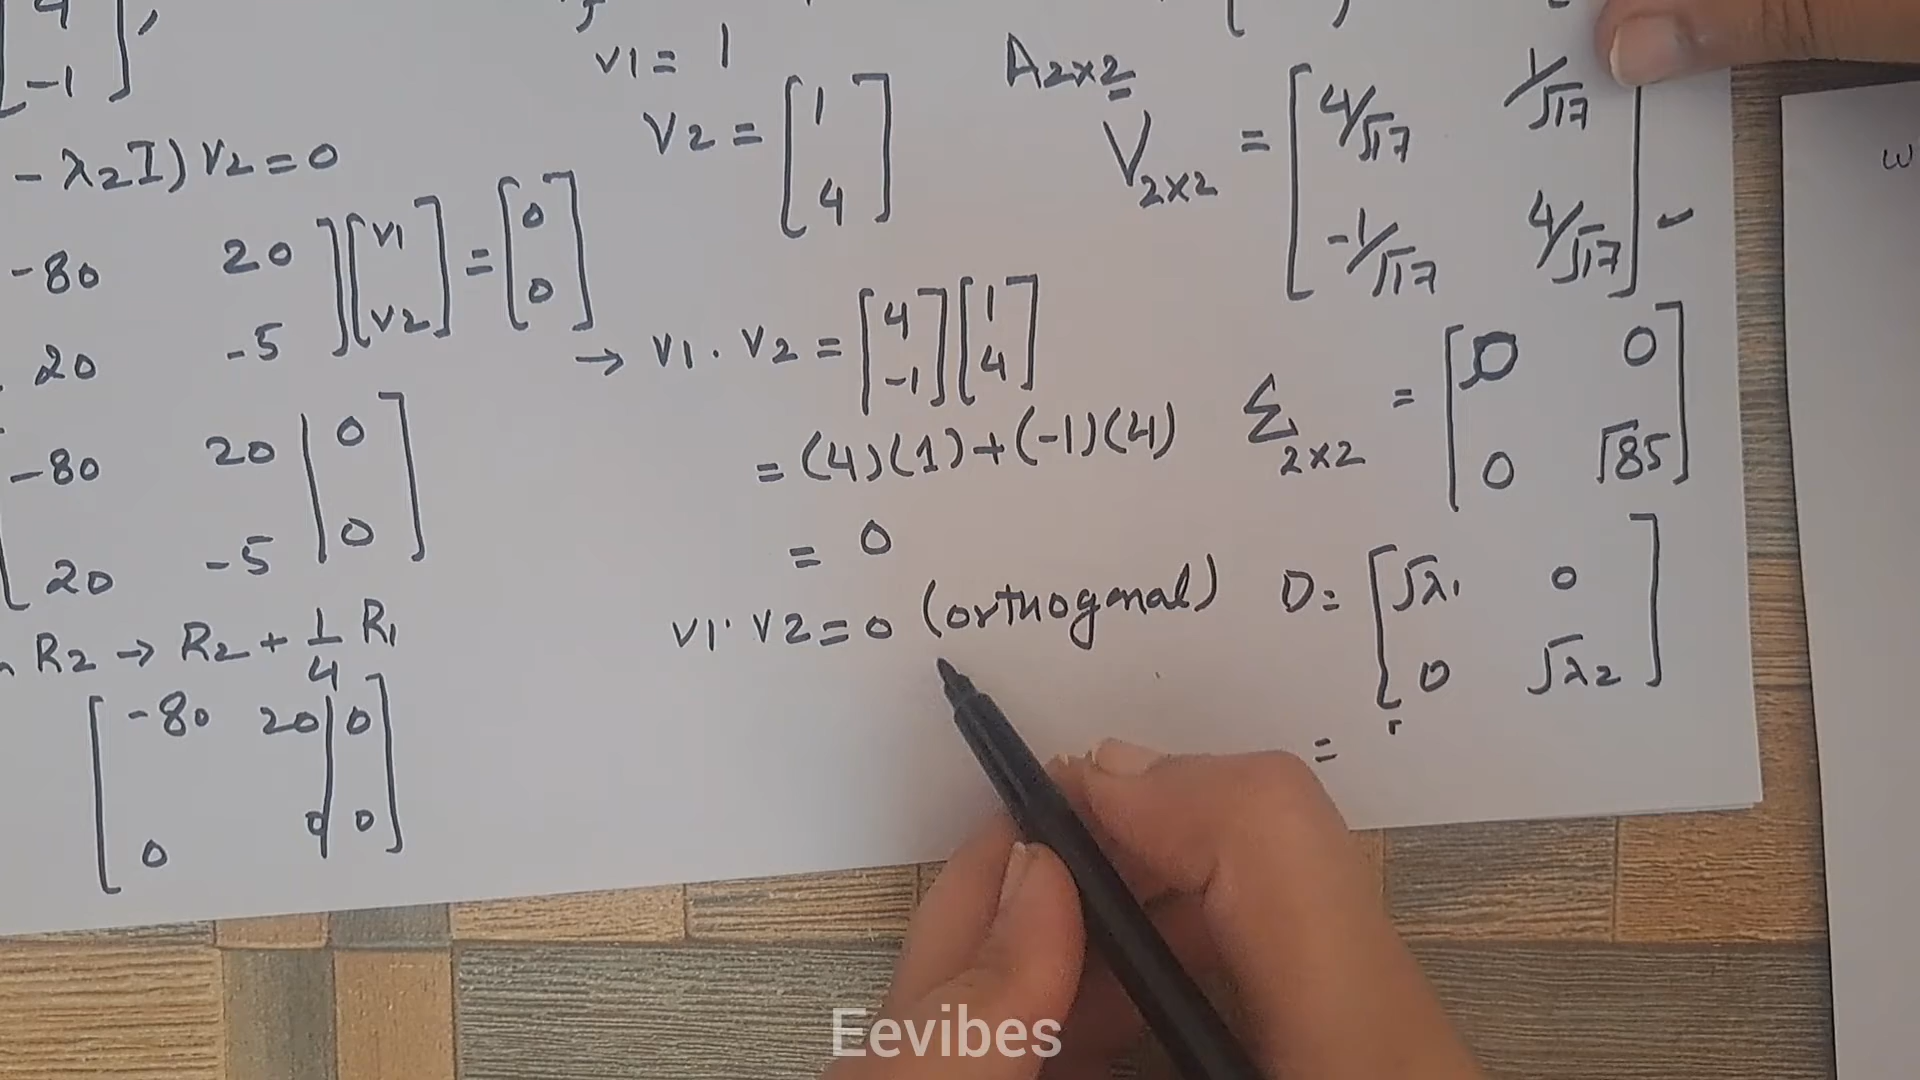 4
-1 ,
- λ2I) V2 = 0
-80 20 [v1 v2] = [0 0]
20 -5
-80 20 | 0
20 -5 | 0
R2 → R2 + 1/4 R1
[-80 20 | 0
0 0 | 0]
v1 = 1
V2 = [1
4]
→ v1 . v2 = [4 -1] [1 4]
= (4)(1) + (-1)(4)
= 0
v1 . v2 = 0 (orthogonal)
A2x2
V2x2 = [4/√17 1/√17
-1/√17 4/√17]
Σ2x2 = [0 0
0 √85]
D = [√λ1 0
0 √λ2]
=
w
Eevibes